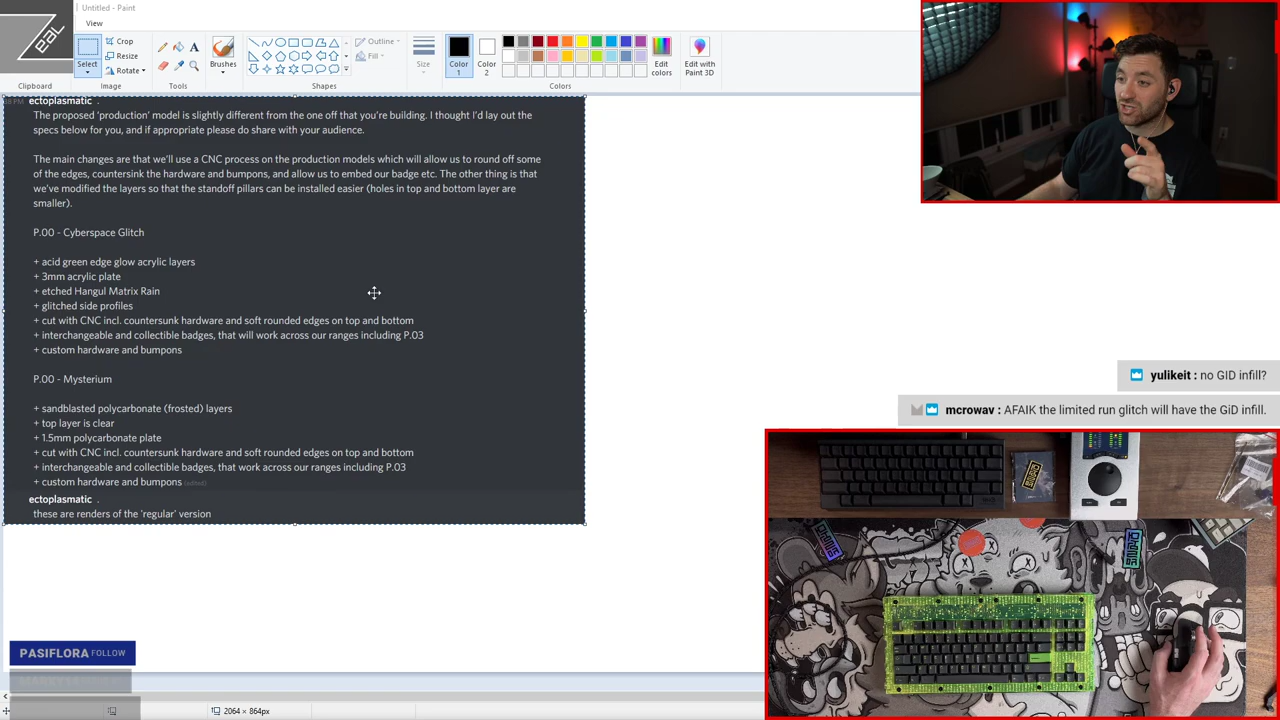 Untitled - Paint
View
zeal
Select
Crop
Resize
Rotate
Brushes
Outline
Fill
Size
Color 1
Color 2
Edit colors
Edit with Paint 3D
Clipboard
Image
Tools
Shapes
Colors
ectoplasmatic .
The proposed 'production' model is slightly different from the one off that you're building. I thought I'd lay out the
specs below for you, and if appropriate please do share with your audience.
The main changes are that we'll use a CNC process on the production models which will allow us to round off some
of the edges, countersink the hardware and bumpons, and allow us to embed our badge etc. The other thing is that
we've modified the layers so that the standoff pillars can be installed easier (holes in top and bottom layer are
smaller).
P.00 - Cyberspace Glitch
+ acid green edge glow acrylic layers
+ 3mm acrylic plate
+ etched Hangul Matrix Rain
+ glitched side profiles
+ cut with CNC incl. countersunk hardware and soft rounded edges on top and bottom
+ interchangeable and collectible badges, that will work across our ranges including P.03
+ custom hardware and bumpons
P.00 - Mysterium
+ sandblasted polycarbonate (frosted) layers
+ top layer is clear
+ 1.5mm polycarbonate plate
+ cut with CNC incl. countersunk hardware and soft rounded edges on top and bottom
+ interchangeable and collectible badges, that work across our ranges including P.03
+ custom hardware and bumpons (edited)
ectoplasmatic .
these are renders of the 'regular' version
yulikeit : no GID infill?
mcrowav : AFAIK the limited run glitch will have the GiD infill.
PASIFLORA FOLLOW
2064 × 864px